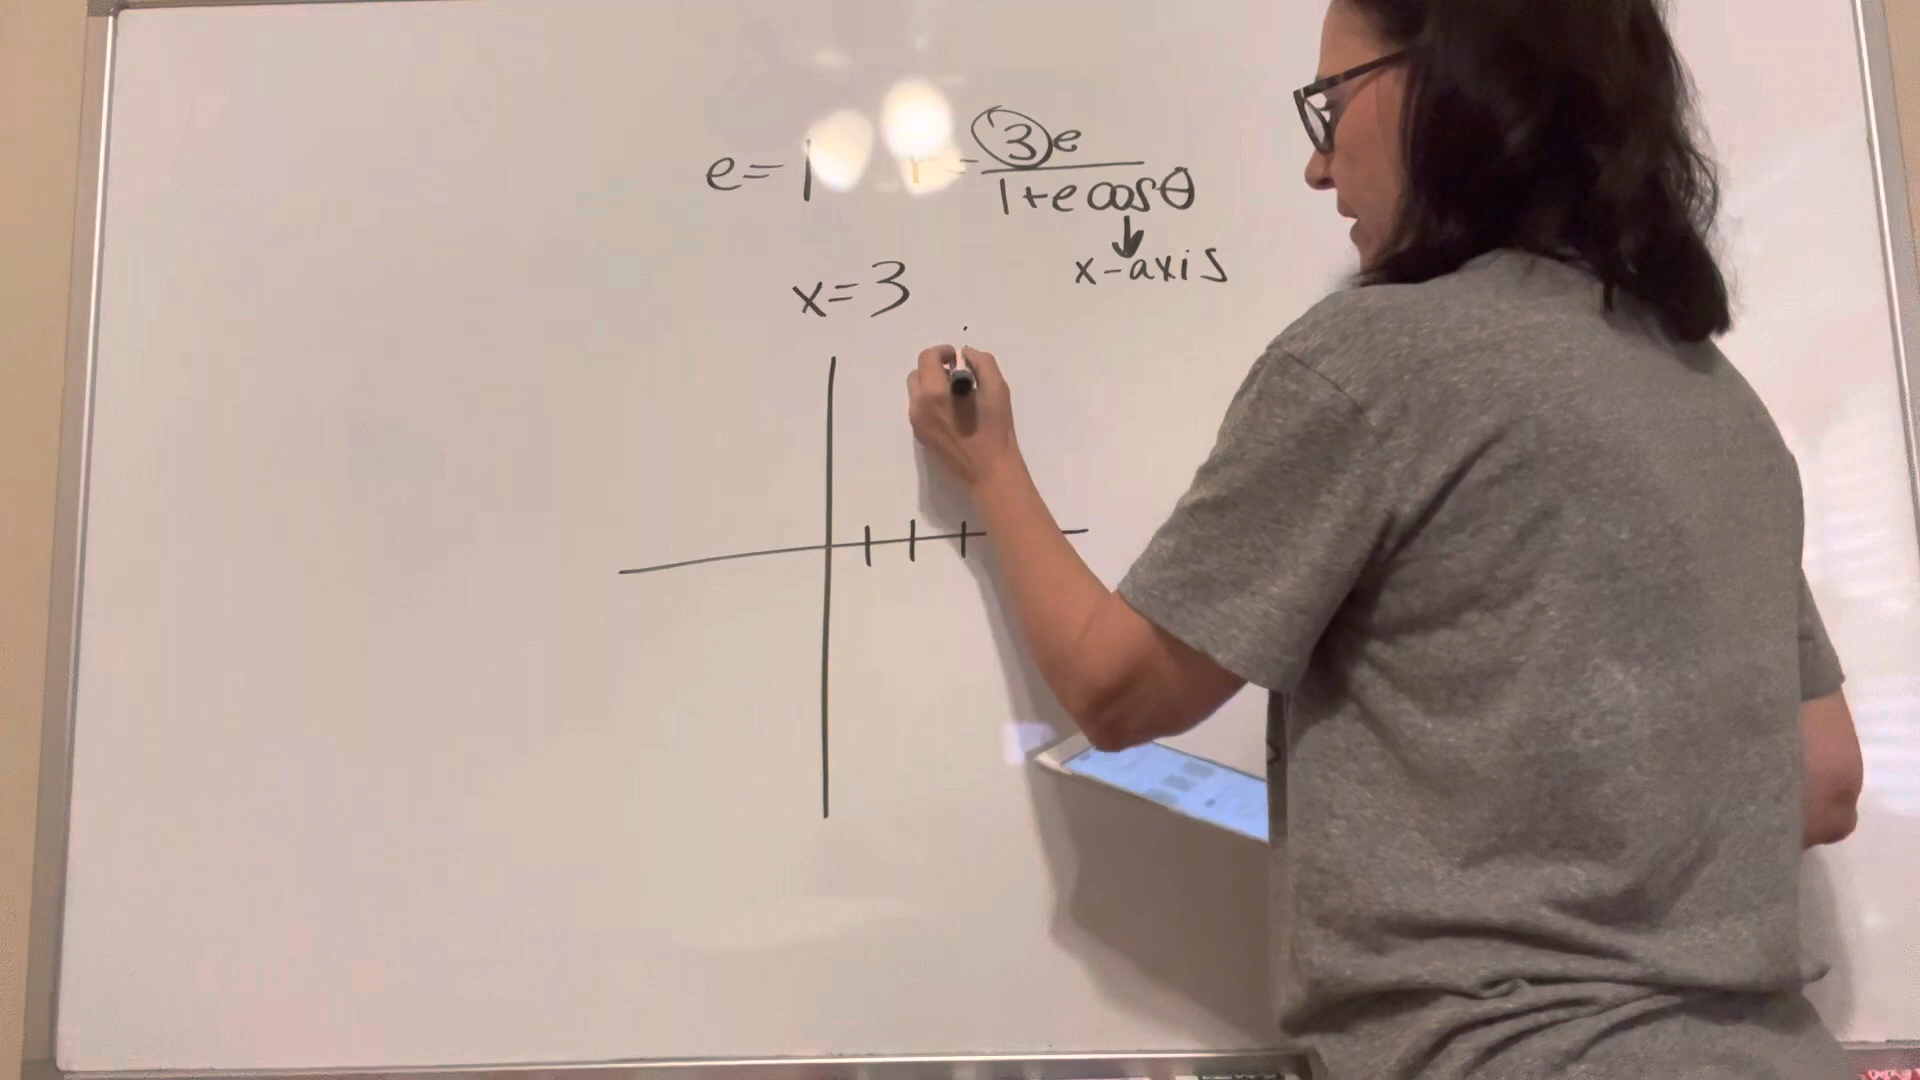 e=1 r = 3e / 1+e cosθ
↓
x-axis
x=3